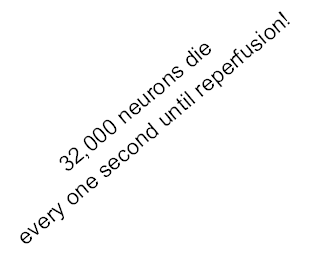 32,000 neurons die
every one second until reperfusion!